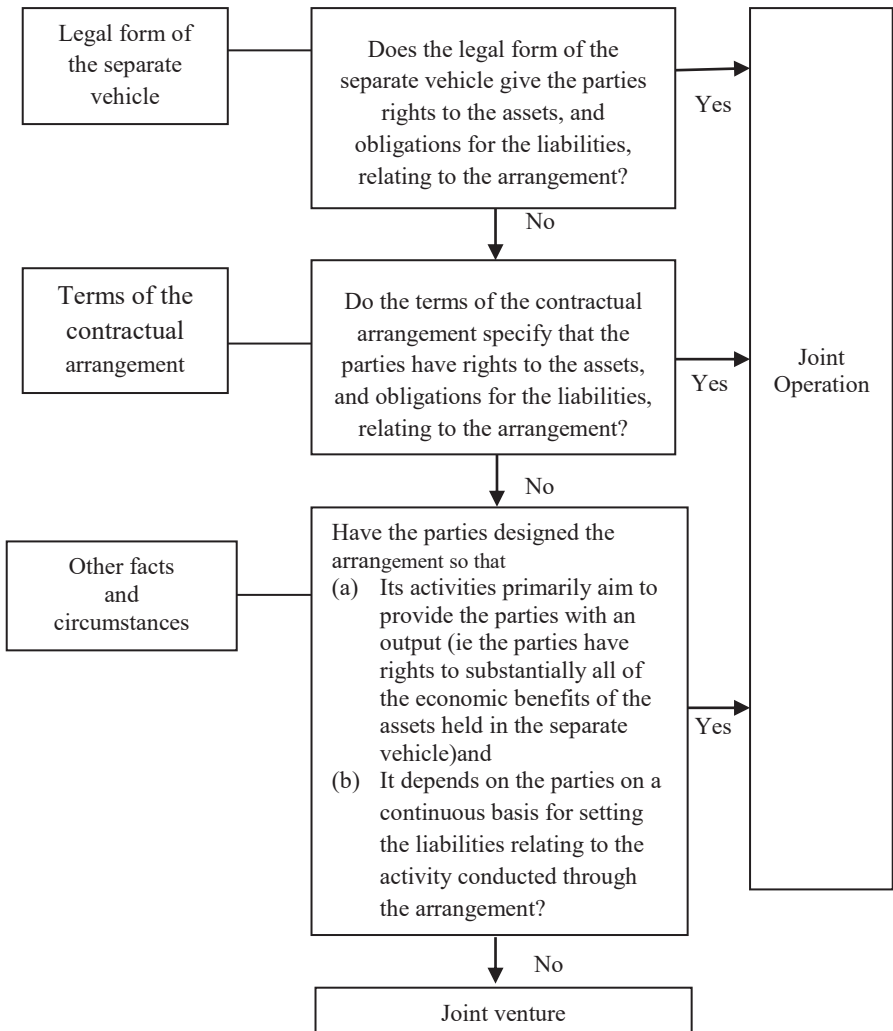 Legal form of
the separate
vehicle
Does the legal form of the
separate vehicle give the parties
rights to the assets, and
obligations for the liabilities,
relating to the arrangement?
Yes
No
Terms of the
contractual
arrangement
Do the terms of the contractual
arrangement specify that the
parties have rights to the assets,
and obligations for the liabilities,
relating to the arrangement?
Yes
Joint
Operation
No
Other facts
and
circumstances
Have the parties designed the
arrangement so that
(a) Its activities primarily aim to
provide the parties with an
output (ie the parties have
rights to substantially all of
the economic benefits of the
assets held in the separate
vehicle)and
(b) It depends on the parties on a
continuous basis for setting
the liabilities relating to the
activity conducted through
the arrangement?
Yes
No
Joint venture